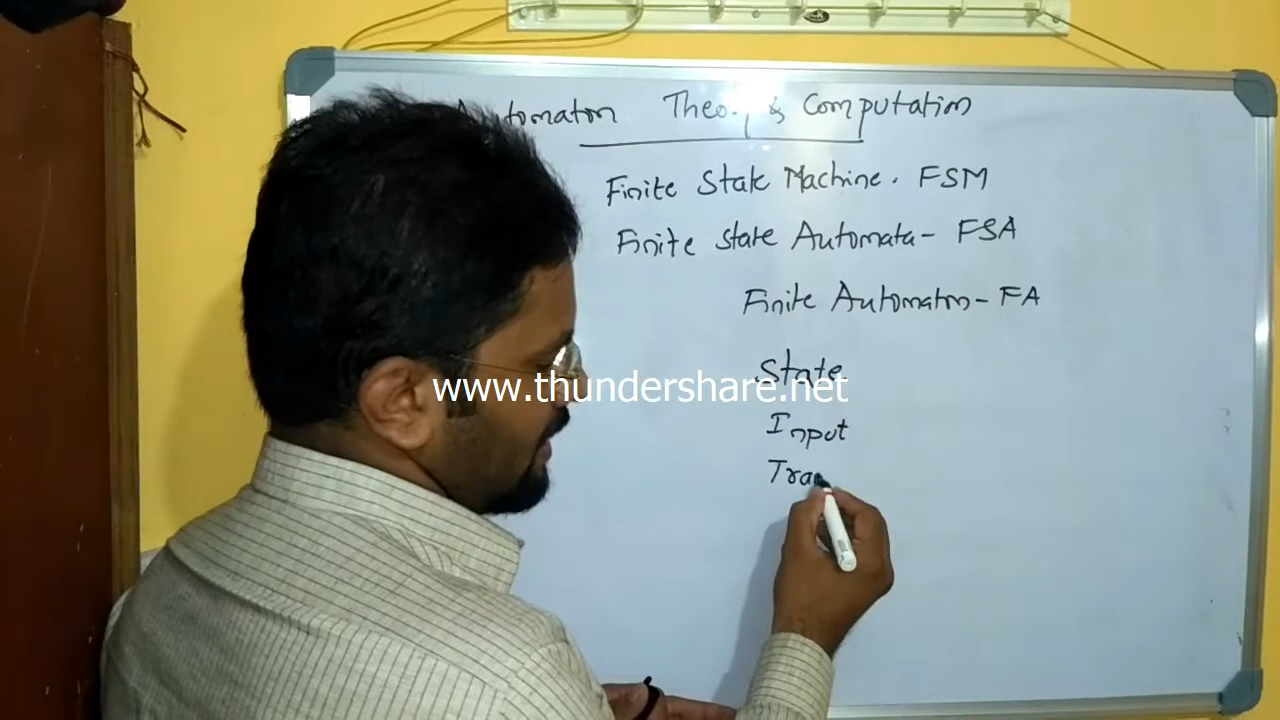 Automaton Theory & Computation
Finite State Machine. FSM
Finite state Automata - FSA
Finite Automaton - FA
State
www.thundershare.net
Input
Tra